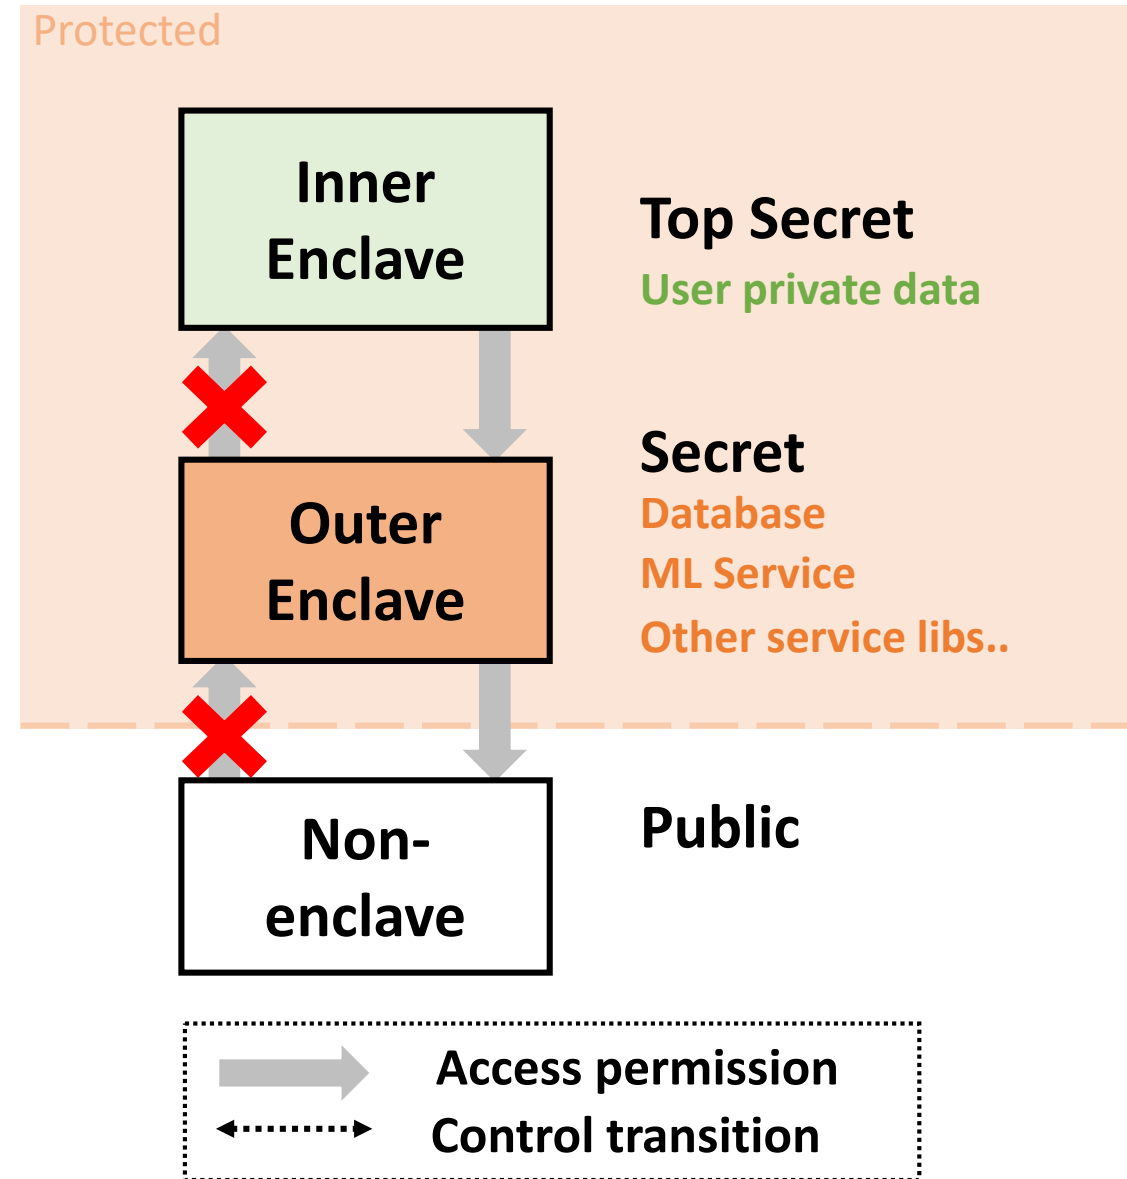 Protected
Inner
Enclave
Top Secret
User private data
Outer
Enclave
Secret
Database
ML Service
Other service libs..
Non-
enclave
Public
Access permission
Control transition